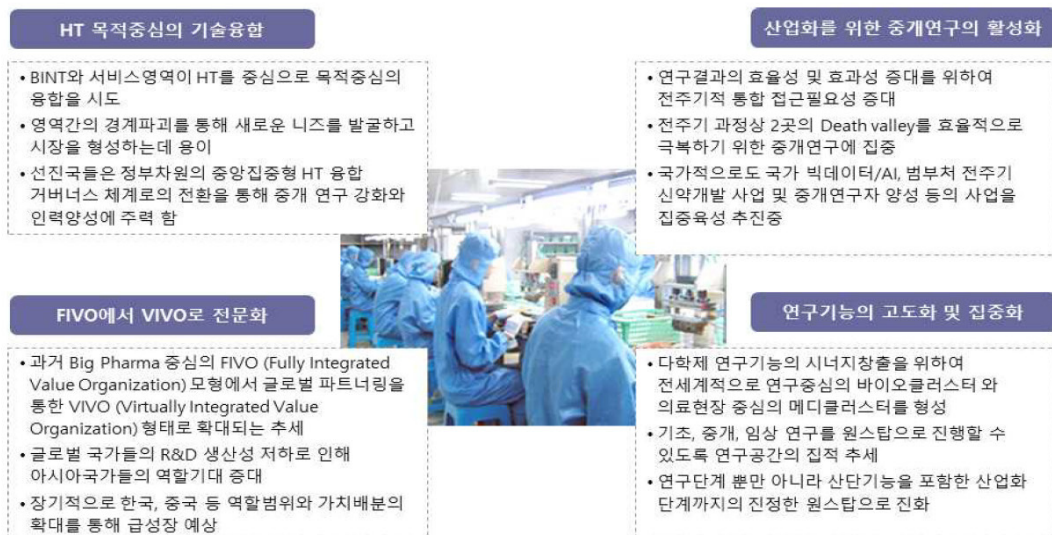 HT 목적중심의 기술융합
• BINT와 서비스영역이 HT를 중심으로 목적중심의
융합을 시도
• 영역간의 경계파괴를 통해 새로운 니즈를 발굴하고
시장을 형성하는데 용이
• 선진국들은 정부차원의 중앙집중형 HT 융합
거버넌스 체계로의 전환을 통해 중개 연구 강화와
인력양성에 주력 함
산업화를 위한 중개연구의 활성화
• 연구결과의 효율성 및 효과성 증대를 위하여
전주기적 통합 접근필요성 증대
• 전주기 과정상 2곳의 Death valley를 효율적으로
극복하기 위한 중개연구에 집중
• 국가적으로도 국가 빅데이터/AI, 범부처 전주기
신약개발 사업 및 중개연구자 양성 등의 사업을
집중육성 추진중
FIVO에서 VIVO로 전문화
• 과거 Big Pharma 중심의 FIVO (Fully Integrated
Value Organization) 모형에서 글로벌 파트너링을
통한 VIVO (Virtually Integrated Value
Organization) 형태로 확대되는 추세
• 글로벌 국가들의 R&D 생산성 저하로 인해
아시아국가들의 역할기대 증대
• 장기적으로 한국, 중국 등 역할범위와 가치배분의
확대를 통해 급성장 예상
연구기능의 고도화 및 집중화
• 다학제 연구기능의 시너지창출을 위하여
전세계적으로 연구중심의 바이오클러스터 와
의료현장 중심의 메디클러스터를 형성
• 기초, 중개, 임상 연구를 원스탑으로 진행할 수
있도록 연구공간의 집적 추세
• 연구단계 뿐만 아니라 산단기능을 포함한 산업화
단계까지의 진정한 원스탑으로 진화